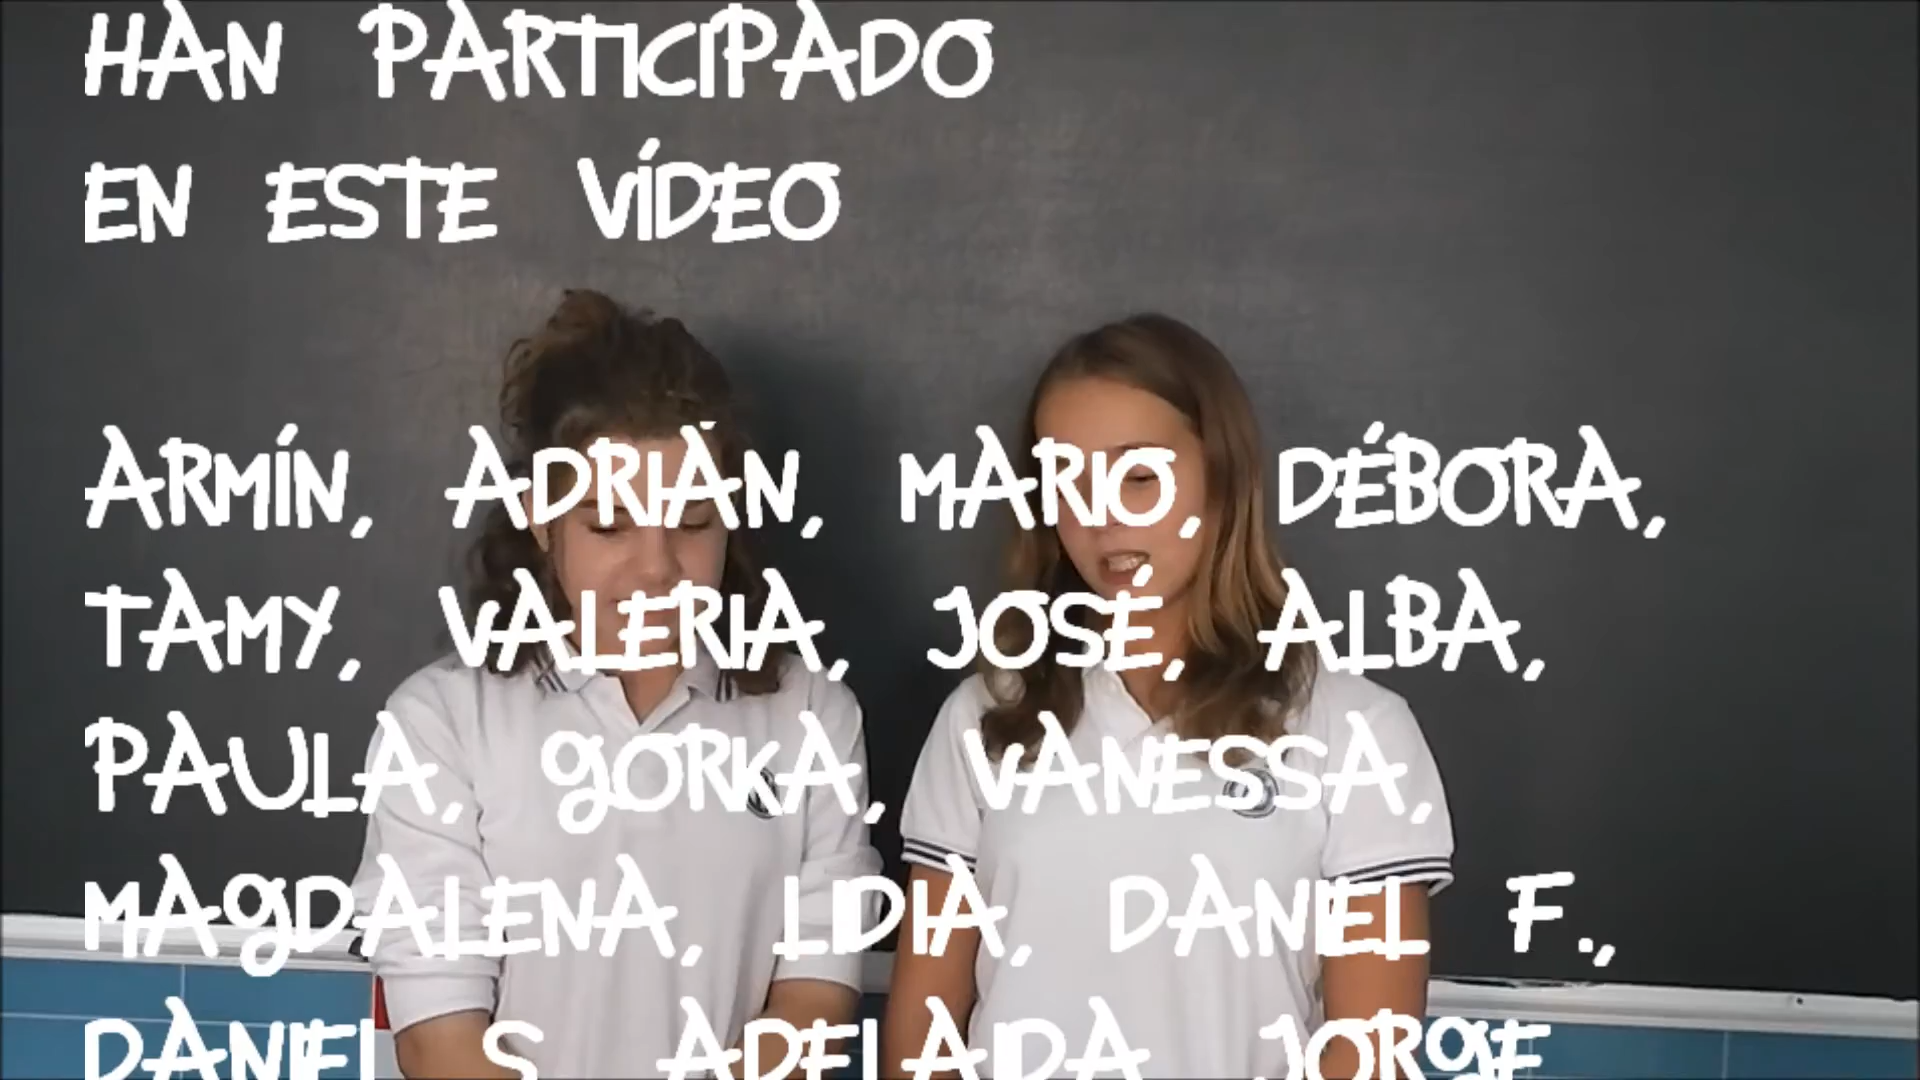 HAN PARTICIPADO
EN ESTE VÍDEO
ARMÍN, ADRIÁN, MARIO, DÉBORA,
TAMY, VALERIA, JOSÉ, ALBA,
PAULA, GORKA, VANESSA,
MAGDALENA, LIDIA, DANIEL F.,
DANIEL S. ADELAIDA JORGE